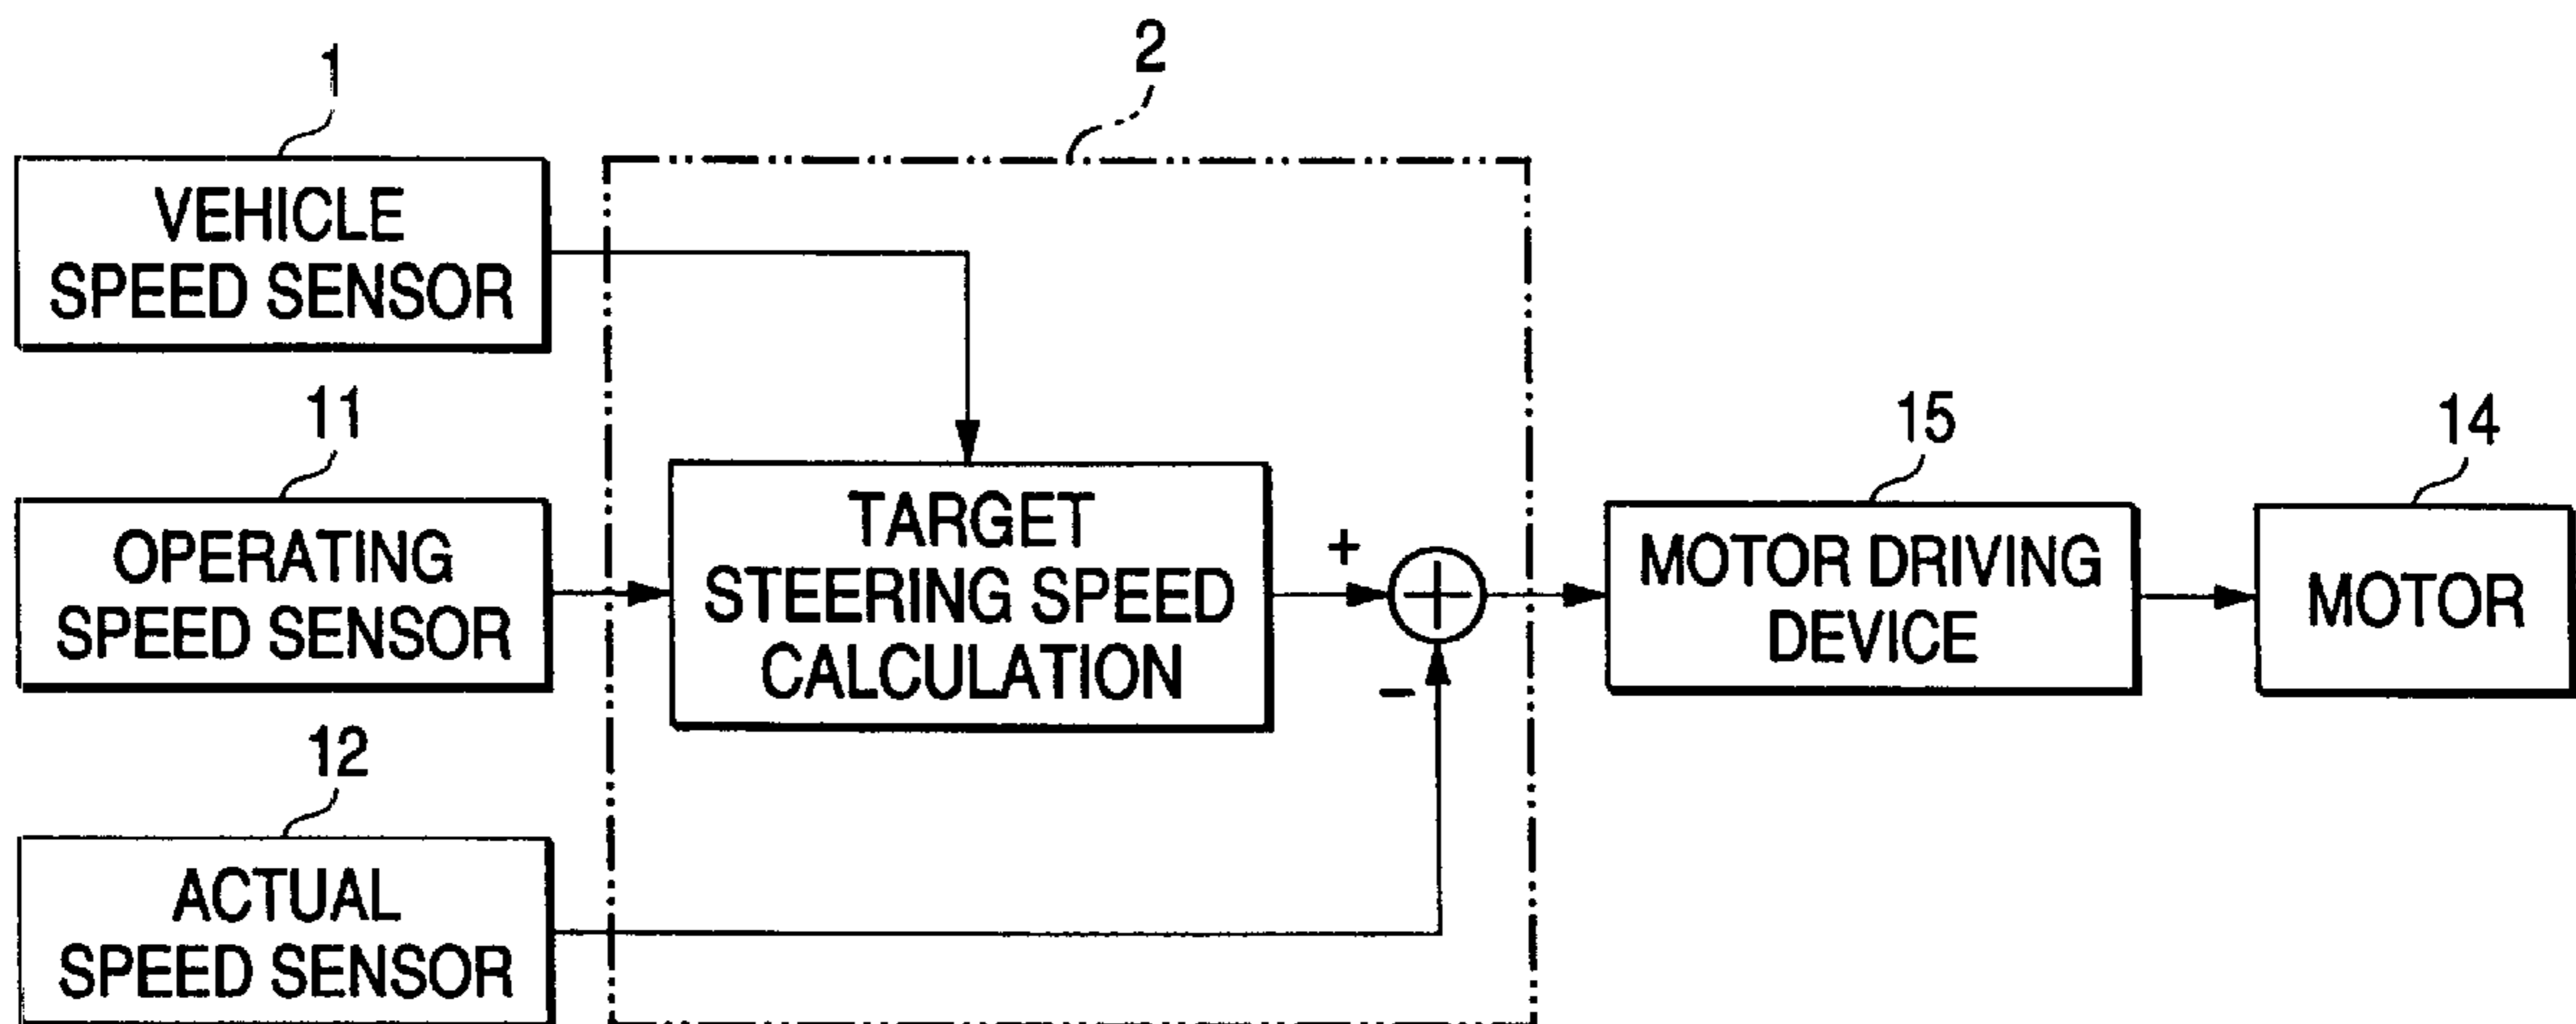 1
2
VEHICLE
SPEED SENSOR
11
OPERATING
SPEED SENSOR
12
ACTUAL
SPEED SENSOR
TARGET
STEERING SPEED
CALCULATION
+
−
15
MOTOR DRIVING
DEVICE
14
MOTOR